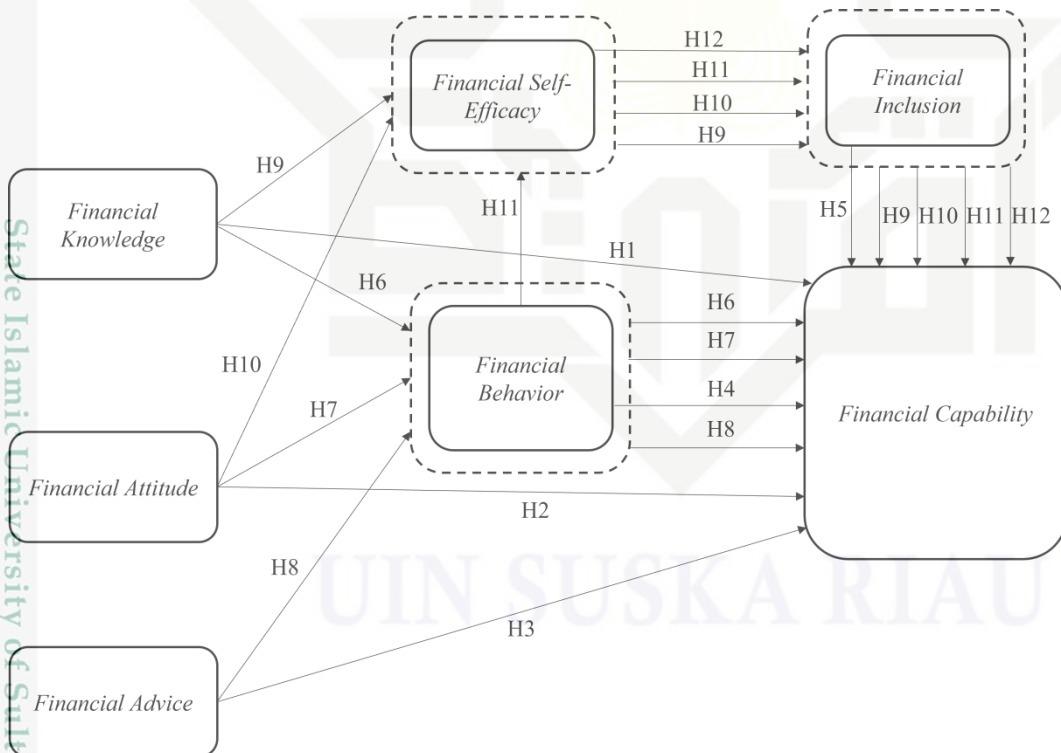 H12
Financial Self-
Efficacy
H11
Financial
Inclusion
H10
H9
H9
Financial
Knowledge
H11
H5
H9
H10
H11
H12
H1
H6
H6
H10
Financial
Behavior
H7
H7
H4
Financial Capability
H8
Financial Attitude
H2
H8
UIN SUSKA RIAU
H3
Financial Advice
State Islamic University of Sult